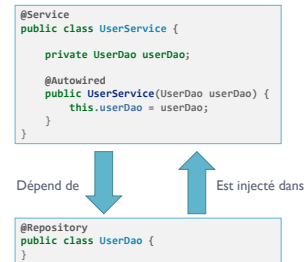 @Service
public class UserService {
private UserDao userDao;
@Autowired
public UserService(UserDao userDao) {
this.userDao = userDao;
}
}
Dépend de
Est injecté dans
@Repository
public class UserDao {
}